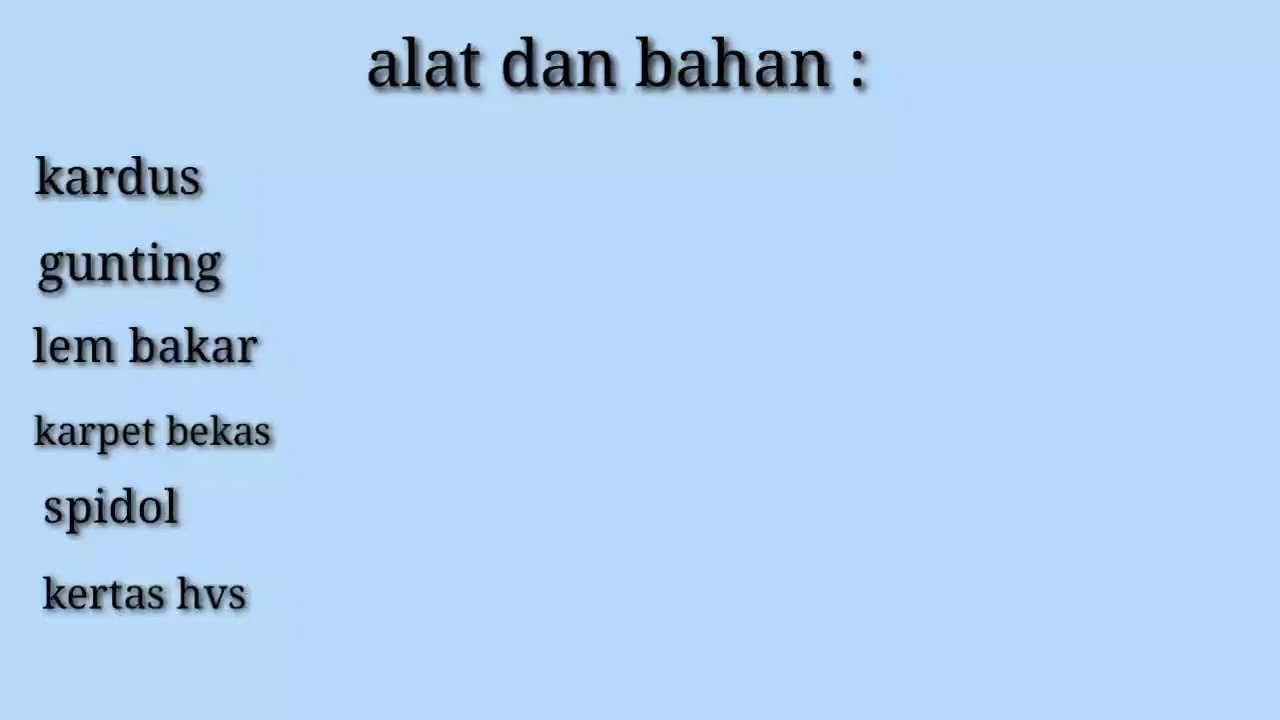 alat dan bahan :
kardus
gunting
lem bakar
karpet bekas
spidol
kertas hvs